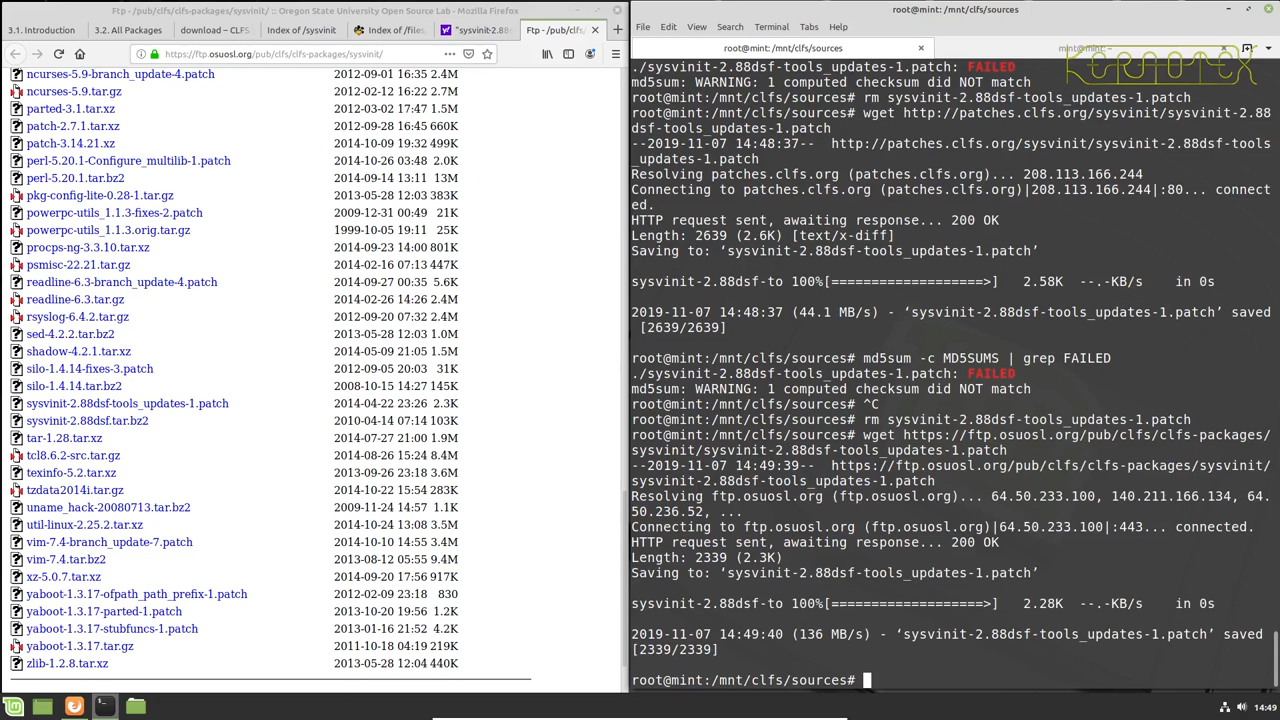 Ftp - /pub/clfs/clfs-packages/sysvinit/ :: Oregon State University Open Source Lab - Mozilla Firefox
3.1. Introduction
3.2. All Packages
download – CLFS
Index of /sysvinit
Index of /files,
"sysvinit-2.88
Ftp - /pub/clfs/
https://ftp.osuosl.org/pub/clfs/clfs-packages/sysvinit/
ncurses-5.9-branch_update-4.patch 2012-09-01 16:35 2.4M
ncurses-5.9.tar.gz 2012-02-12 16:22 2.7M
parted-3.1.tar.xz 2012-03-02 17:47 1.5M
patch-2.7.1.tar.xz 2012-09-28 16:45 660K
patch-3.14.21.xz 2014-10-09 19:32 499K
perl-5.20.1-Configure_multilib-1.patch 2014-10-26 03:48 2.0K
perl-5.20.1.tar.bz2 2014-09-14 13:11 13M
pkg-config-lite-0.28-1.tar.gz 2013-05-28 12:03 383K
powerpc-utils_1.1.3-fixes-2.patch 2009-12-31 00:49 21K
powerpc-utils_1.1.3.orig.tar.gz 1999-10-05 19:11 25K
procps-ng-3.3.10.tar.xz 2014-09-23 14:00 801K
psmisc-22.21.tar.gz 2014-02-16 07:13 447K
readline-6.3-branch_update-4.patch 2014-09-27 00:35 5.6K
readline-6.3.tar.gz 2014-02-26 14:26 2.4M
rsyslog-6.4.2.tar.gz 2012-09-20 07:32 2.4M
sed-4.2.2.tar.bz2 2013-05-28 12:03 1.0M
shadow-4.2.1.tar.xz 2014-05-09 21:05 1.5M
silo-1.4.14-fixes-3.patch 2012-09-05 20:03 31K
silo-1.4.14.tar.bz2 2008-10-15 14:27 145K
sysvinit-2.88dsf-tools_updates-1.patch 2014-04-22 23:26 2.3K
sysvinit-2.88dsf.tar.bz2 2010-04-14 07:14 103K
tar-1.28.tar.xz 2014-07-27 21:00 1.9M
tcl8.6.2-src.tar.gz 2014-08-26 15:24 8.4M
texinfo-5.2.tar.xz 2013-09-26 23:18 3.6M
tzdata2014i.tar.gz 2014-10-22 15:54 283K
uname_hack-20080713.tar.bz2 2009-11-24 14:57 1.1K
util-linux-2.25.2.tar.xz 2014-10-24 13:08 3.5M
vim-7.4-branch_update-7.patch 2014-10-10 14:55 3.4M
vim-7.4.tar.bz2 2013-08-12 05:55 9.4M
xz-5.0.7.tar.xz 2014-09-20 17:56 917K
yaboot-1.3.17-ofpath_path_prefix-1.patch 2012-02-09 23:18 830
yaboot-1.3.17-parted-1.patch 2013-10-20 19:56 1.2K
yaboot-1.3.17-stubfuncs-1.patch 2013-01-16 21:52 4.2K
yaboot-1.3.17.tar.gz 2011-10-18 04:19 219K
zlib-1.2.8.tar.xz 2013-05-28 12:04 440K
root@mint: /mnt/clfs/sources
File Edit View Search Terminal Tabs Help
root@mint: /mnt/clfs/sources
root@mint: ~
KERNOTEX
./sysvinit-2.88dsf-tools_updates-1.patch: FAILED
md5sum: WARNING: 1 computed checksum did NOT match
root@mint:/mnt/clfs/sources# rm sysvinit-2.88dsf-tools_updates-1.patch
root@mint:/mnt/clfs/sources# wget http://patches.clfs.org/sysvinit/sysvinit-2.88
dsf-tools_updates-1.patch
--2019-11-07 14:48:37-- http://patches.clfs.org/sysvinit/sysvinit-2.88dsf-tools
_updates-1.patch
Resolving patches.clfs.org (patches.clfs.org)... 208.113.166.244
Connecting to patches.clfs.org (patches.clfs.org)|208.113.166.244|:80... connect
ed.
HTTP request sent, awaiting response... 200 OK
Length: 2639 (2.6K) [text/x-diff]
Saving to: ‘sysvinit-2.88dsf-tools_updates-1.patch’
sysvinit-2.88dsf-to 100%[===================>] 2.58K --.-KB/s in 0s
2019-11-07 14:48:37 (44.1 MB/s) - ‘sysvinit-2.88dsf-tools_updates-1.patch’ saved
[2639/2639]
root@mint:/mnt/clfs/sources# md5sum -c MD5SUMS | grep FAILED
./sysvinit-2.88dsf-tools_updates-1.patch: FAILED
md5sum: WARNING: 1 computed checksum did NOT match
root@mint:/mnt/clfs/sources# ^C
root@mint:/mnt/clfs/sources# rm sysvinit-2.88dsf-tools_updates-1.patch
root@mint:/mnt/clfs/sources# wget https://ftp.osuosl.org/pub/clfs/clfs-packages/
sysvinit/sysvinit-2.88dsf-tools_updates-1.patch
--2019-11-07 14:49:39-- https://ftp.osuosl.org/pub/clfs/clfs-packages/sysvinit/
sysvinit-2.88dsf-tools_updates-1.patch
Resolving ftp.osuosl.org (ftp.osuosl.org)... 64.50.233.100, 140.211.166.134, 64.
50.236.52, ...
Connecting to ftp.osuosl.org (ftp.osuosl.org)|64.50.233.100|:443... connected.
HTTP request sent, awaiting response... 200 OK
Length: 2339 (2.3K)
Saving to: ‘sysvinit-2.88dsf-tools_updates-1.patch’
sysvinit-2.88dsf-to 100%[===================>] 2.28K --.-KB/s in 0s
2019-11-07 14:49:40 (136 MB/s) - ‘sysvinit-2.88dsf-tools_updates-1.patch’ saved
[2339/2339]
root@mint:/mnt/clfs/sources#
14:49